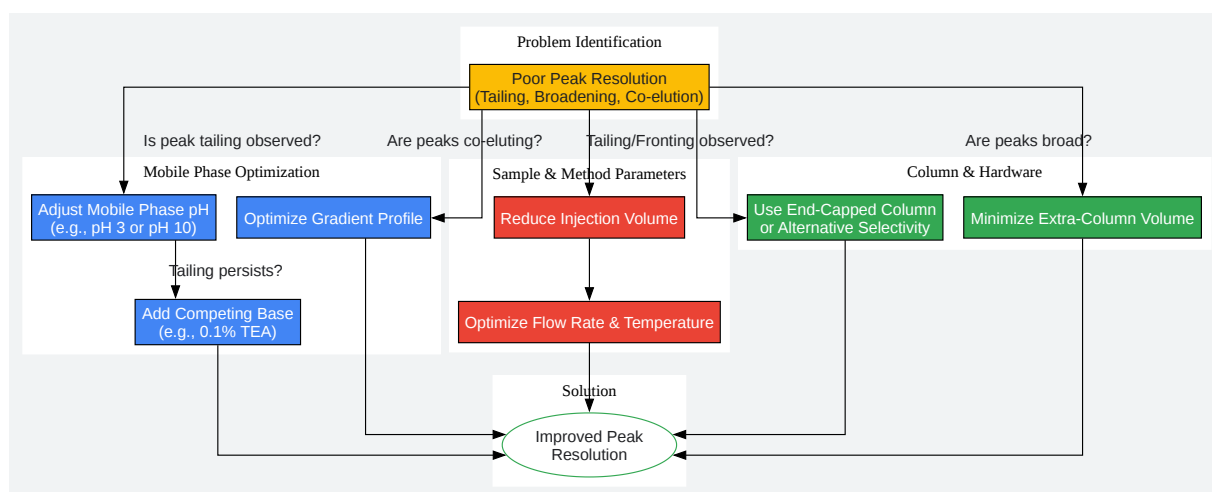 Problem Identification
Poor Peak Resolution
(Tailing, Broadening, Co-elution)
Is peak tailing observed?
Are peaks co-eluting?
Tailing/Fronting observed?
Are peaks broad?
Mobile Phase Optimization
Sample & Method Parameters
Column & Hardware
Adjust Mobile Phase pH
(e.g., pH 3 or pH 10)
Optimize Gradient Profile
Reduce Injection Volume
Use End-Capped Column
or Alternative Selectivity
Minimize Extra-Column Volume
Tailing persists?
Add Competing Base
(e.g., 0.1% TEA)
Optimize Flow Rate & Temperature
Solution
Improved Peak
Resolution